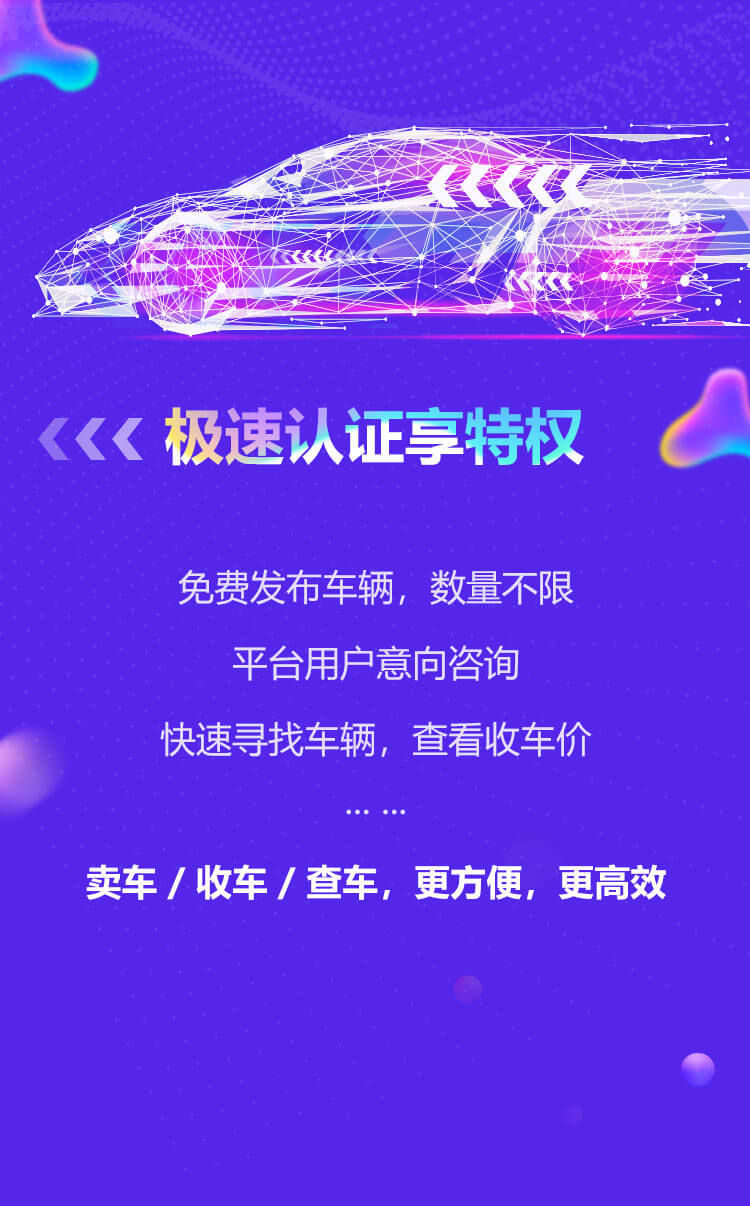 极速认证享特权
免费发布车辆，数量不限
平台用户意向咨询
快速寻找车辆，查看收车价
... ...
卖车 / 收车 / 查车，更方便，更高效